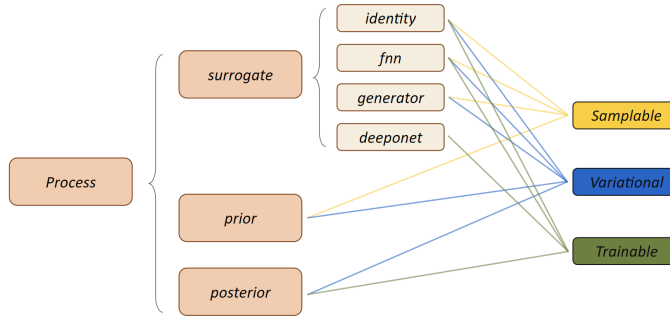 Process
surrogate
prior
posterior
identity
fnn
generator
deeponet
Samplable
Variational
Trainable